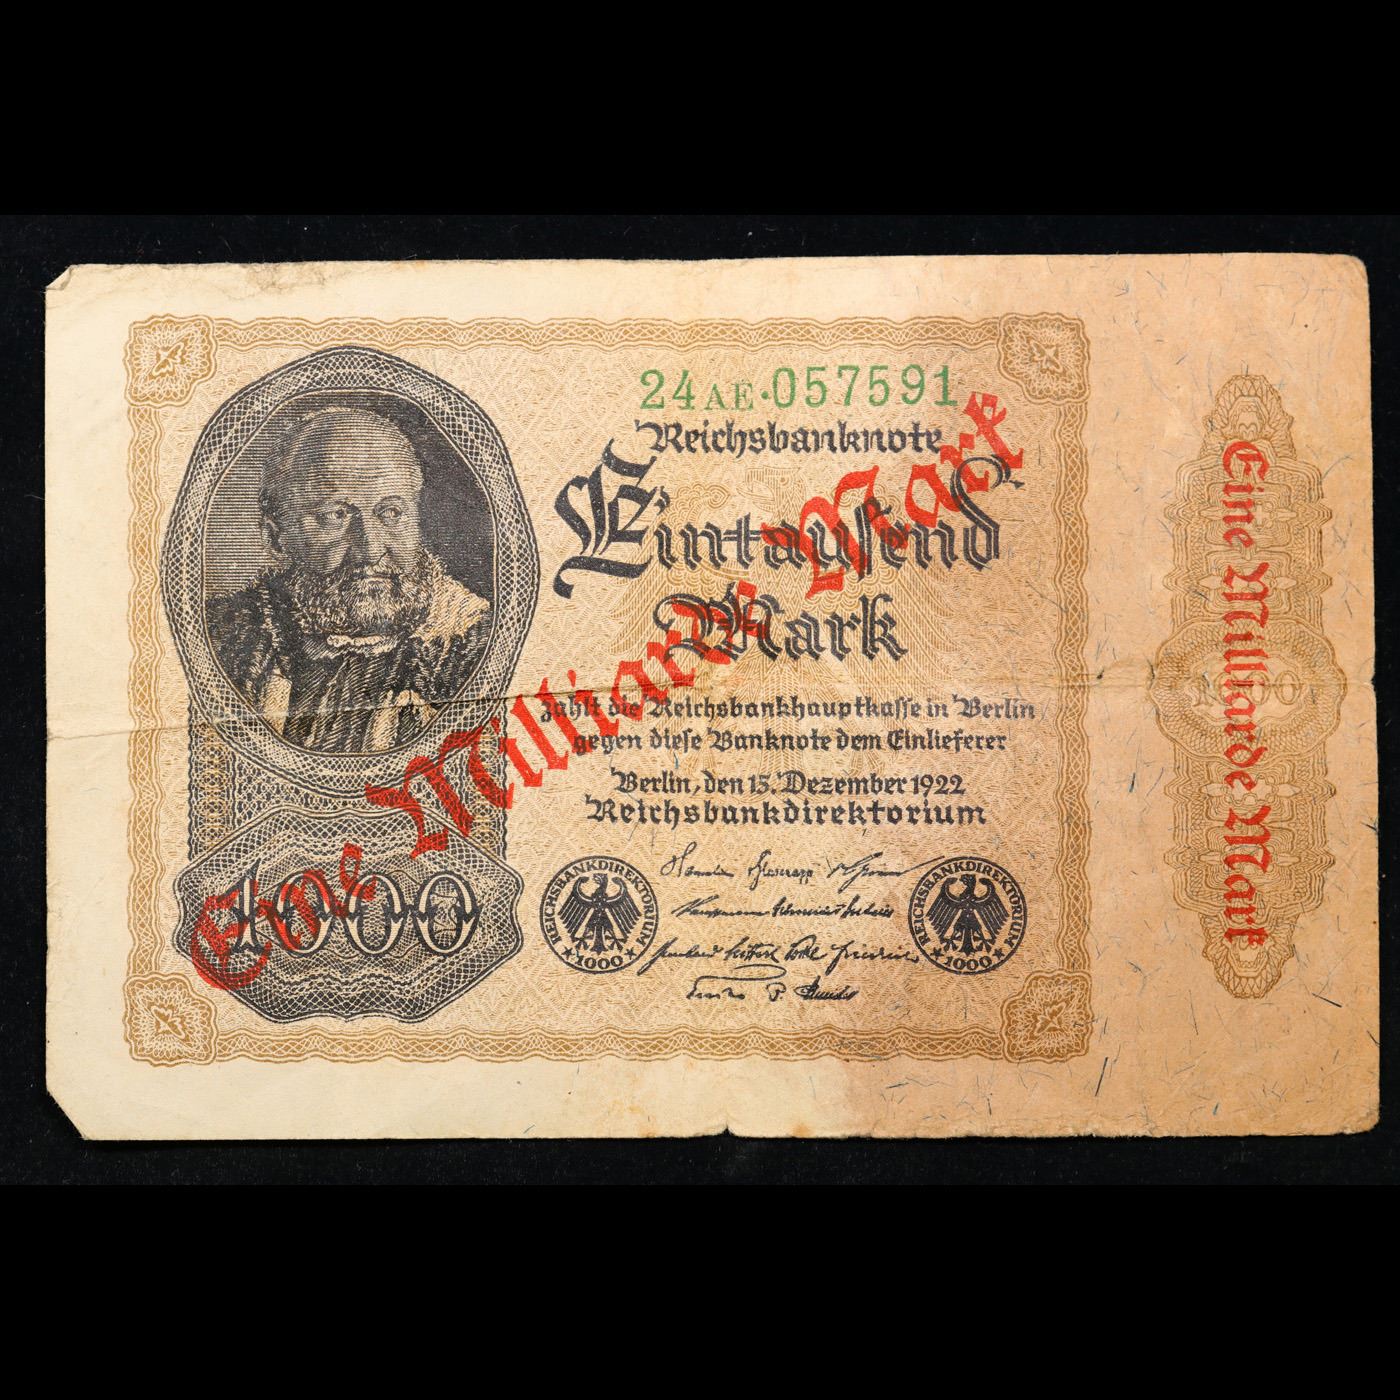 24AE·057591
Reichsbanknote
Eintausend
Mark
zahlt die Reichsbankhauptkasse in Berlin
gegen diese Banknote dem Einlieferer
Berlin, den 15. Dezember 1922
Reichsbankdirektorium
Eine Milliarde Mark
1000
REICHSBANKDIREKTORIUM
1000
REICHSBANKDIREKTORIUM
1000
Eine Milliarde Mark
1000